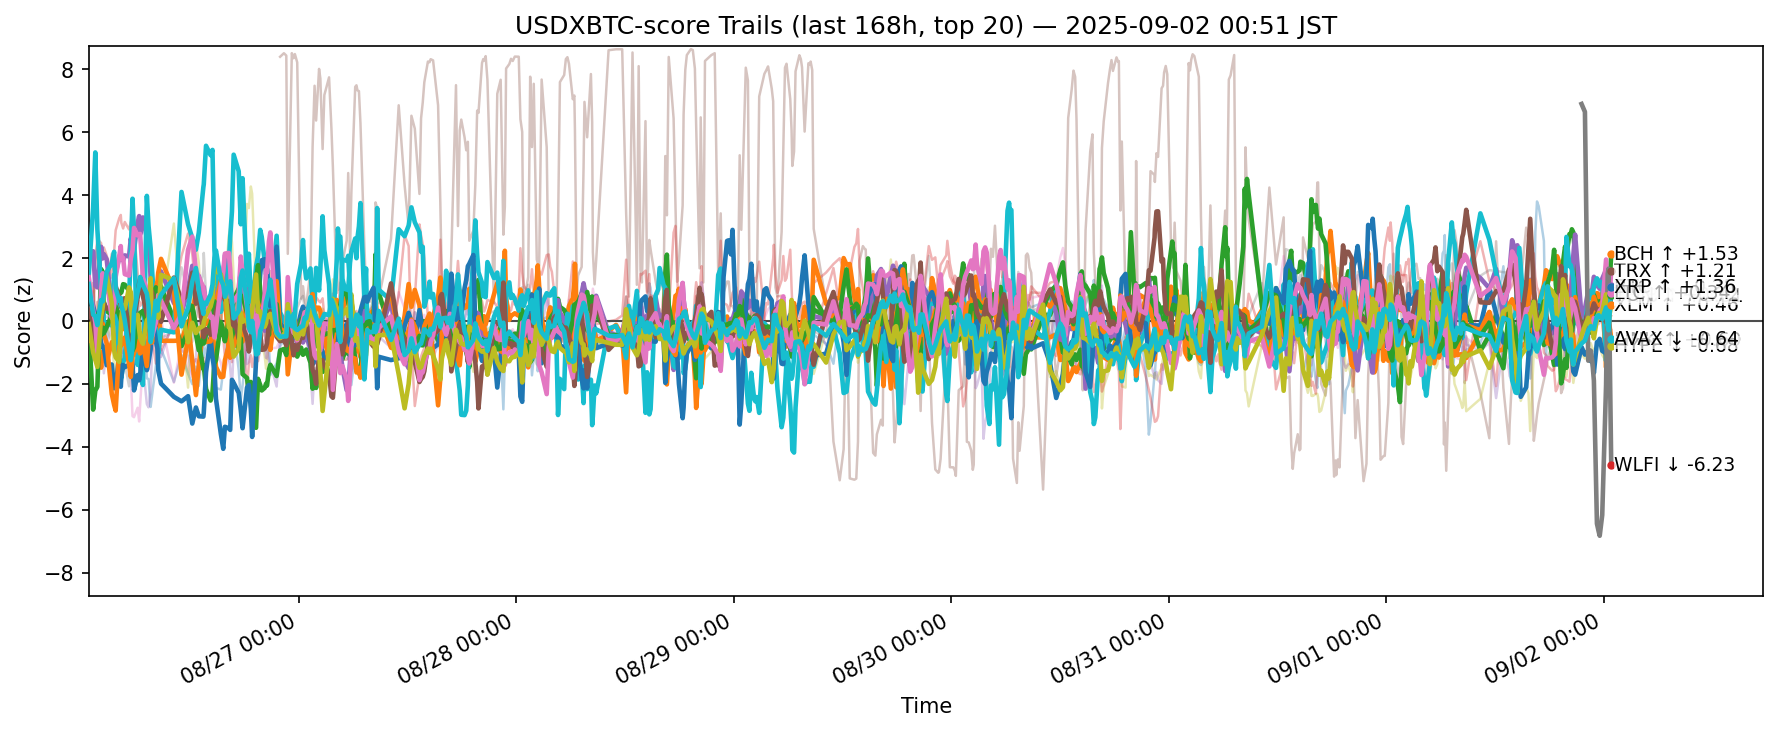 USDXBTC-score Trails (last 168h, top 20) — 2025-09-02 00:51 JST
Score (z)
8
6
4
2
0
−2
−4
−6
−8
BCH ↑ +1.53
TRX ↑ +1.21
XRP ↑ +1.36
XLM ↑ +0.46
AVAX ↓ -0.64
WLFI ↓ -6.23
08/27 00:00
08/28 00:00
08/29 00:00
08/30 00:00
08/31 00:00
09/01 00:00
09/02 00:00
Time